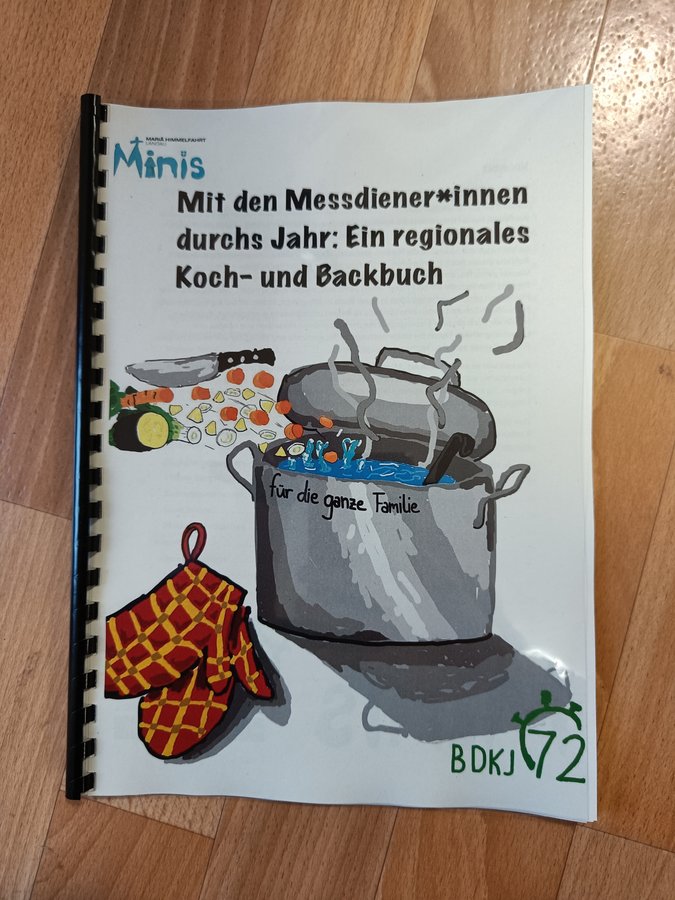 MARIÄ HIMMELFAHRT
LANDAU
Minis
Mit den Messdiener*innen
durchs Jahr: Ein regionales
Koch- und Backbuch
für die ganze Familie
BDKJ 72